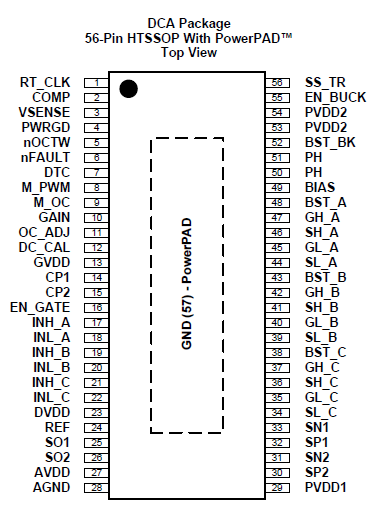 DCA Package
56-Pin HTSSOP With PowerPAD™
Top View
RT_CLK 1 56 SS_TR
COMP 2 55 EN_BUCK
VSENSE 3 54 PVDD2
PWRGD 4 53 PVDD2
nOCTW 5 52 BST_BK
nFAULT 6 51 PH
DTC 7 50 PH
M_PWM 8 49 BIAS
M_OC 9 48 BST_A
GAIN 10 47 GH_A
OC_ADJ 11 46 SH_A
DC_CAL 12 45 GL_A
GVDD 13 44 SL_A
CP1 14 43 BST_B
CP2 15 42 GH_B
EN_GATE 16 41 SH_B
INH_A 17 40 GL_B
INL_A 18 39 SL_B
INH_B 19 38 BST_C
INL_B 20 37 GH_C
INH_C 21 36 SH_C
INL_C 22 35 GL_C
DVDD 23 34 SL_C
REF 24 33 SN1
SO1 25 32 SP1
SO2 26 31 SN2
AVDD 27 30 SP2
AGND 28 29 PVDD1
GND (57) - PowerPAD